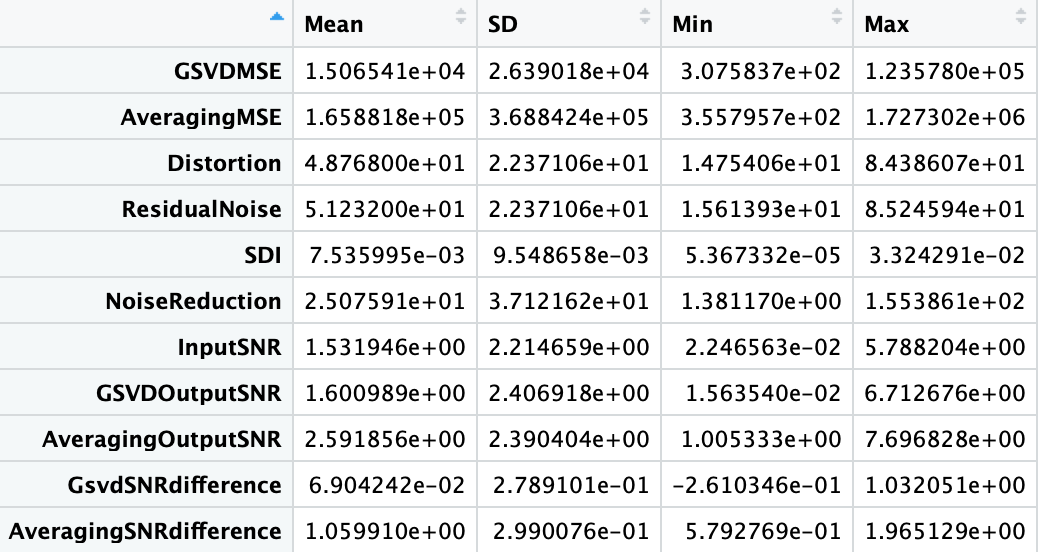 Mean SD Min Max
GSVDMSE 1.506541e+04 2.639018e+04 3.075837e+02 1.235780e+05
AveragingMSE 1.658818e+05 3.688424e+05 3.557957e+02 1.727302e+06
Distortion 4.876800e+01 2.237106e+01 1.475406e+01 8.438607e+01
ResidualNoise 5.123200e+01 2.237106e+01 1.561393e+01 8.524594e+01
SDI 7.535995e-03 9.548658e-03 5.367332e-05 3.324291e-02
NoiseReduction 2.507591e+01 3.712162e+01 1.381170e+00 1.553861e+02
InputSNR 1.531946e+00 2.214659e+00 2.246563e-02 5.788204e+00
GSVDOutputSNR 1.600989e+00 2.406918e+00 1.563540e-02 6.712676e+00
AveragingOutputSNR 2.591856e+00 2.390404e+00 1.005333e+00 7.696828e+00
GsvdSNRdifference 6.904242e-02 2.789101e-01 -2.610346e-01 1.032051e+00
AveragingSNRdifference 1.059910e+00 2.990076e-01 5.792769e-01 1.965129e+00